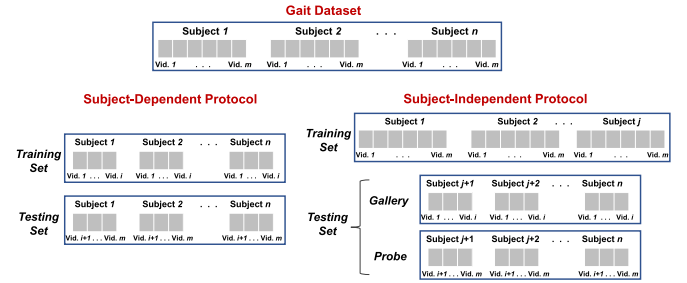 Gait Dataset
Subject 1 Subject 2 . . . Subject n
Vid. 1 . . . Vid. m Vid. 1 Vid. m Vid. 1 Vid. m
Subject-Dependent Protocol
Training Set
Subject 1 Subject 2 . . . Subject n
Vid. 1 . . . Vid. i Vid. 1 . . . Vid. i Vid. 1 . . . Vid. i
Testing Set
Subject 1 Subject 2 . . . Subject n
Vid. i+1 . . . Vid. m Vid. i+1 . . . Vid. m Vid. i+1 . . . Vid. m
Subject-Independent Protocol
Training Set
Subject 1 Subject 2 . . . Subject j
Vid. 1 . . . Vid. m Vid. 1 . . . Vid. m Vid. 1 Vid. m
Testing Set
Gallery
Subject j+1 Subject j+2 . . . Subject n
Vid. 1 . . . Vid. i Vid. 1 . . . Vid. i Vid. 1 . . . Vid. i
Probe
Subject j+1 Subject j+2 . . . Subject n
Vid. i+1 . . . Vid. m Vid. i+1 . . . Vid. m Vid. i+1 . . . Vid. m